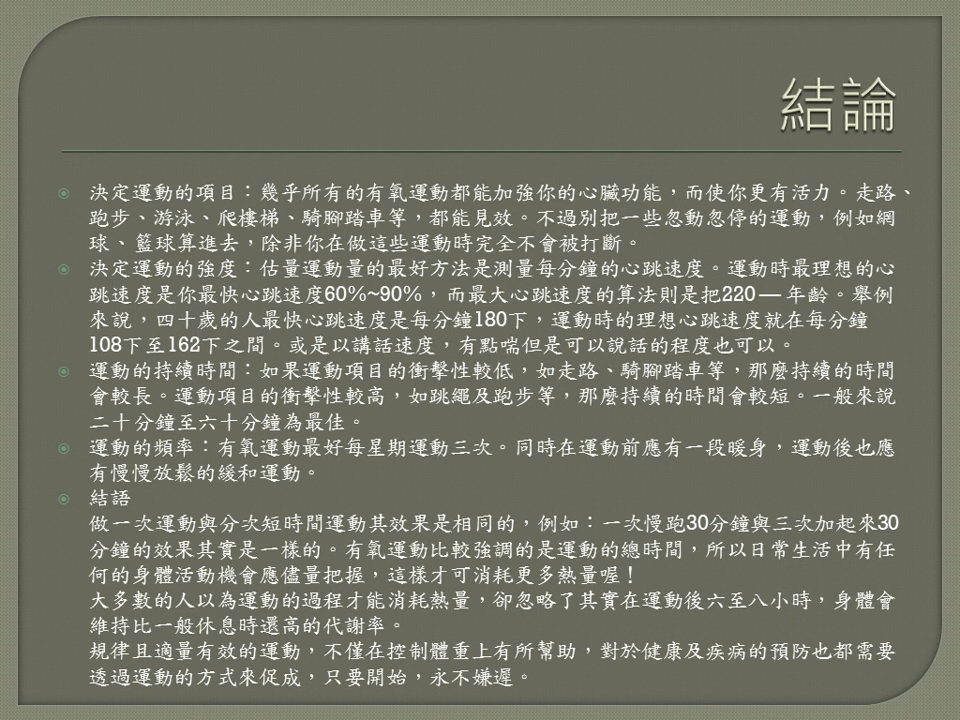 結論
決定運動的項目：幾乎所有的有氧運動都能加強你的心臟功能，而使你更有活力。走路、
跑步、游泳、爬樓梯、騎腳踏車等，都能見效。不過別把一些忽動忽停的運動，例如網
球、籃球算進去，除非你在做這些運動時完全不會被打斷。
決定運動的強度：估量運動量的最好方法是測量每分鐘的心跳速度。運動時最理想的心
跳速度是你最快心跳速度60%~90%，而最大心跳速度的算法則是把220 — 年齡。舉例
來說，四十歲的人最快心跳速度是每分鐘180下，運動時的理想心跳速度就在每分鐘
108下至162下之間。或是以講話速度，有點喘但是可以說話的程度也可以。
運動的持續時間：如果運動項目的衝擊性較低，如走路、騎腳踏車等，那麼持續的時間
會較長。運動項目的衝擊性較高，如跳繩及跑步等，那麼持續的時間會較短。一般來說
二十分鐘至六十分鐘為最佳。
運動的頻率：有氧運動最好每星期運動三次。同時在運動前應有一段暖身，運動後也應
有慢慢放鬆的緩和運動。
結語
做一次運動與分次短時間運動其效果是相同的，例如：一次慢跑30分鐘與三次加起來30
分鐘的效果其實是一樣的。有氧運動比較強調的是運動的總時間，所以日常生活中有任
何的身體活動機會應儘量把握，這樣才可消耗更多熱量喔！
大多數的人以為運動的過程才能消耗熱量，卻忽略了其實在運動後六至八小時，身體會
維持比一般休息時還高的代謝率。
規律且適量有效的運動，不僅在控制體重上有所幫助，對於健康及疾病的預防也都需要
透過運動的方式來促成，只要開始，永不嫌遲。